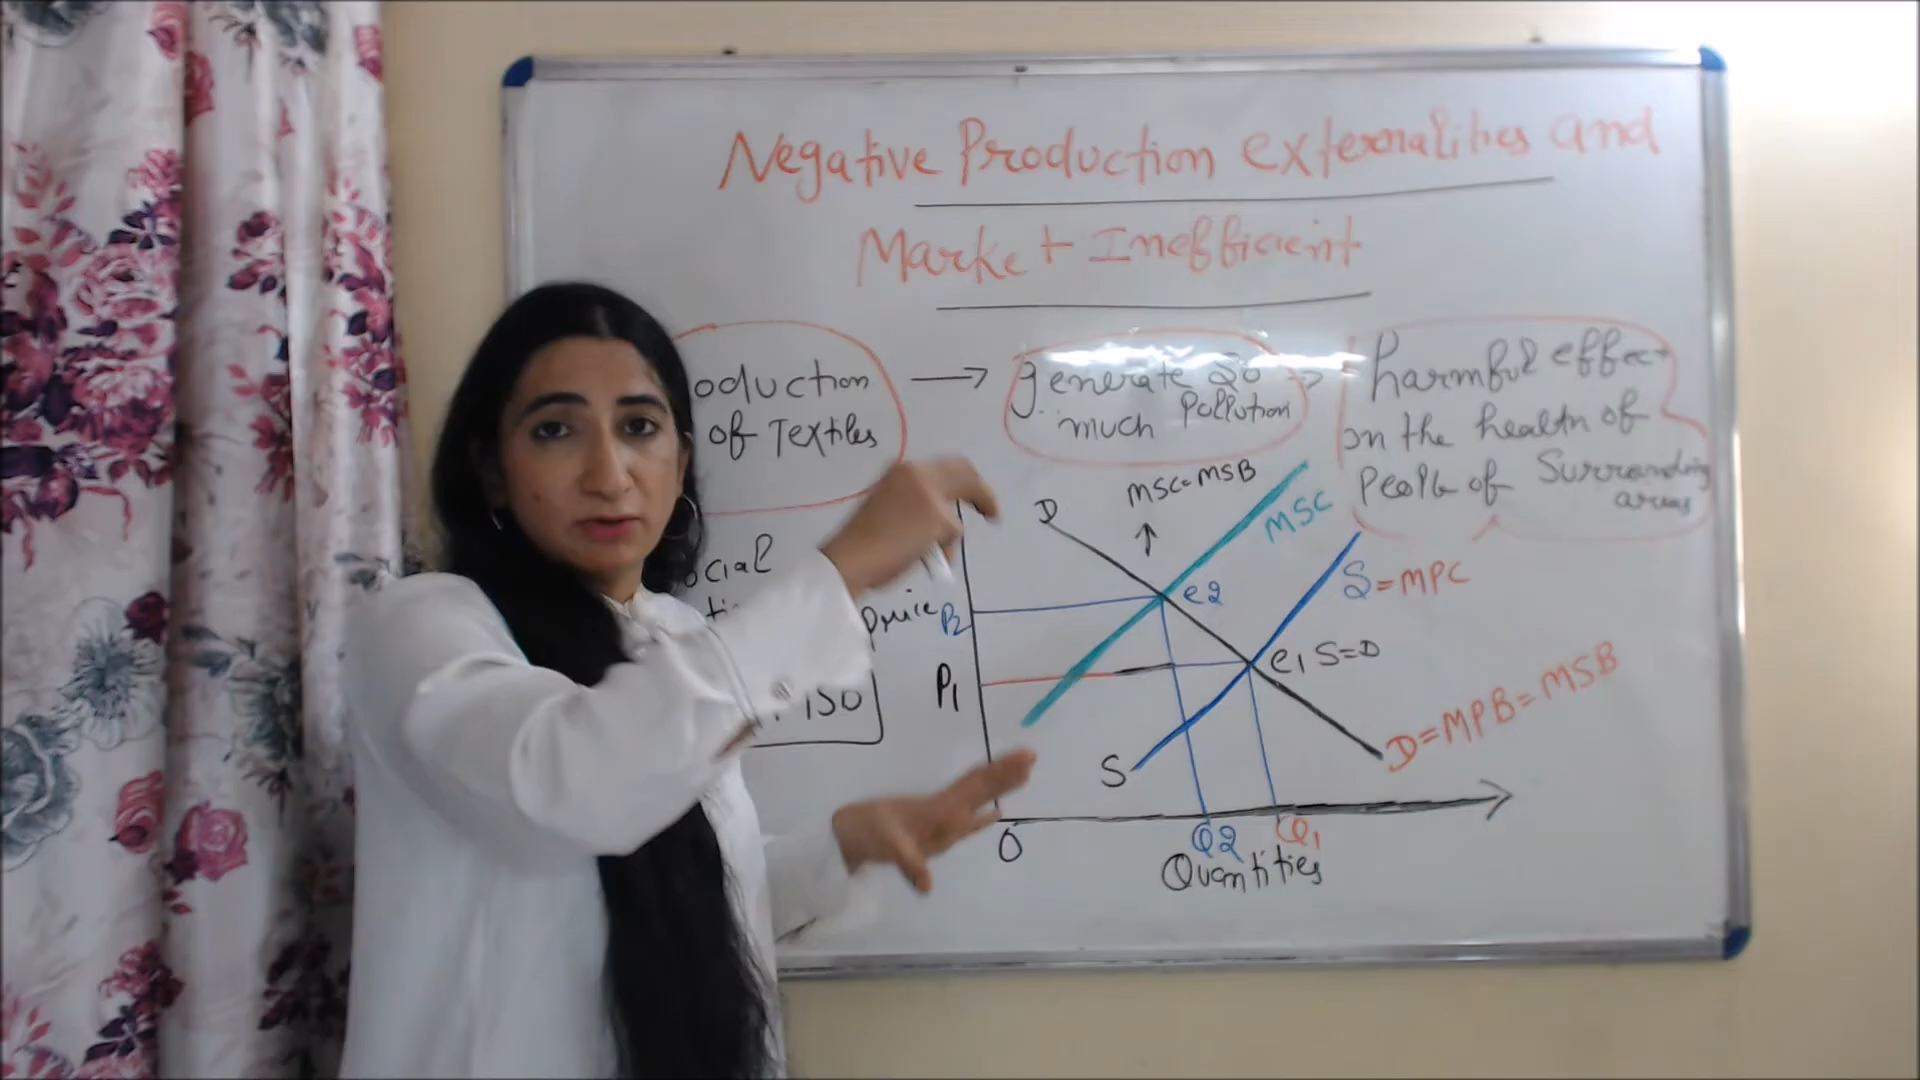 Negative Production externalities and
Market Inefficient
oduction
of Textiles
generate So
much Pollution
harmful effect
on the health of
People of Surrounding
areas
ocial
150
MSC=MSB
D
MSC
S=MPC
price
P2
e2
P1
e1 S=D
D=MPB=MSB
S
O
Q2
Q1
Quantities